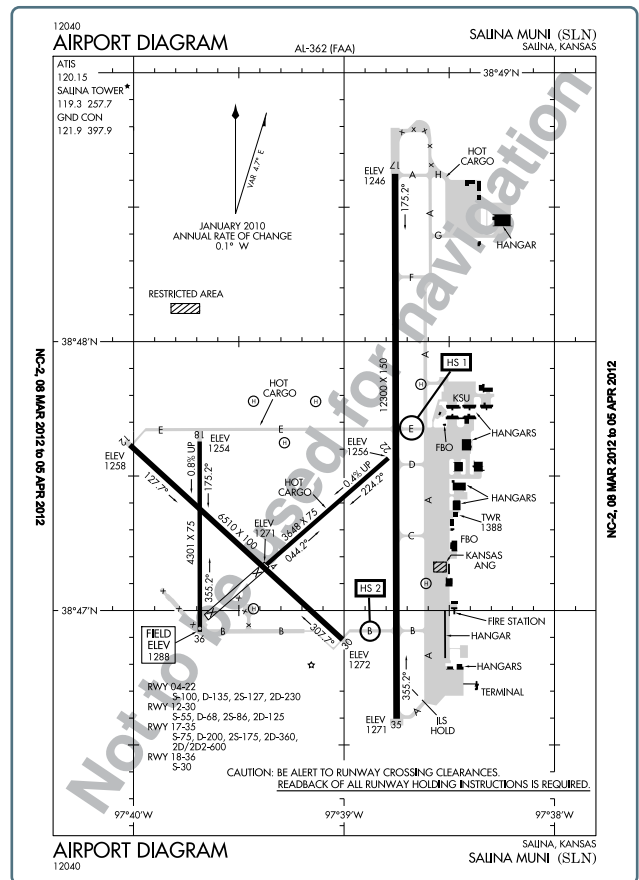 12040
AIRPORT DIAGRAM
AL-362 (FAA)
SALINA MUNI (SLN)
SALINA, KANSAS
ATIS
120.15
SALINA TOWER*
119.3 257.7
GND CON
121.9 397.9
38°49'N
VAR 4.7° E
JANUARY 2010
ANNUAL RATE OF CHANGE
0.1° W
RESTRICTED AREA
HOT
CARGO
ELEV
1246
17
A
H
175.2°
A
G
HANGAR
F
38°48'N
A
HS 1
12300 X 150
H
KSU
HOT
CARGO
H
H
E
E
E
E
H
HANGARS
FBO
12
ELEV
1258
18
ELEV
1254
ELEV
1256
22
D
0.8% UP
175.2°
127.7°
0.4% UP
224.2°
HOT
CARGO
HANGARS
A
6510 X 100
3648 X 75
TWR
1388
4301 X 75
ELEV
1271
044.2°
4
C
FBO
KANSAS
ANG
355.2°
HS 2
H
H
38°47'N
FIELD
ELEV
1288
36
B
B
307.7°
30
B
B
ELEV
1272
FIRE STATION
HANGAR
A
HANGARS
TERMINAL
355.2°
ELEV
1271
35
A
ILS
HOLD
RWY 04-22
S-100, D-135, 2S-127, 2D-230
RWY 12-30
S-55, D-68, 2S-86, 2D-125
RWY 17-35
S-75, D-200, 2S-175, 2D-360,
2D/2D2-600
RWY 18-36
S-30
CAUTION: BE ALERT TO RUNWAY CROSSING CLEARANCES.
READBACK OF ALL RUNWAY HOLDING INSTRUCTIONS IS REQUIRED.
97°40'W
97°39'W
97°38'W
AIRPORT DIAGRAM
12040
SALINA, KANSAS
SALINA MUNI (SLN)
NC-2, 08 MAR 2012 to 05 APR 2012
NC-2, 08 MAR 2012 to 05 APR 2012
Not to be used for navigation